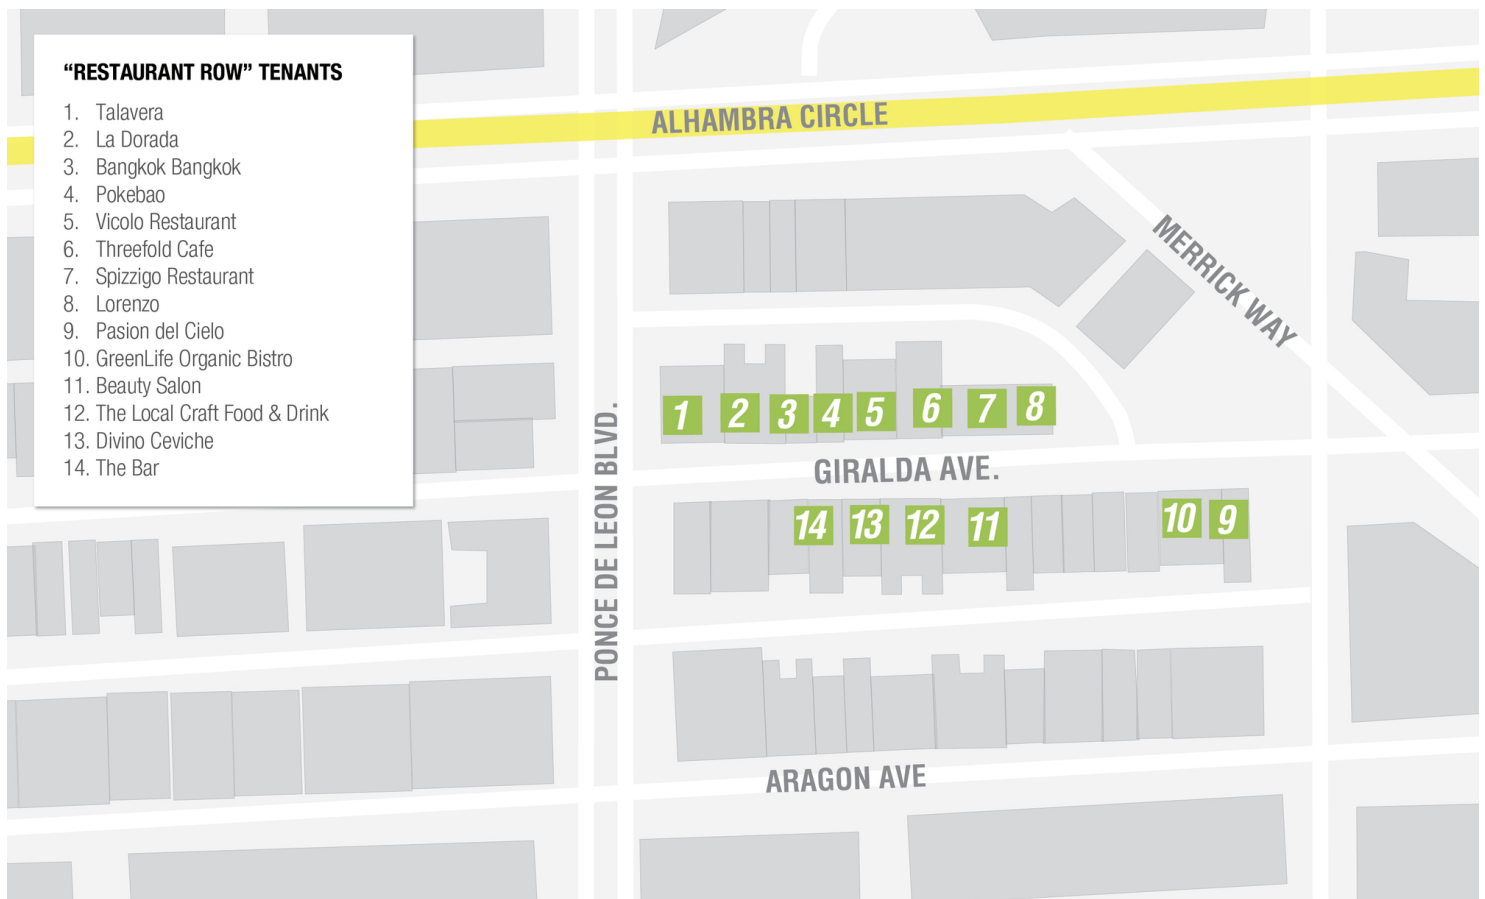 “RESTAURANT ROW” TENANTS
1. Talavera
2. La Dorada
3. Bangkok Bangkok
4. Pokebao
5. Vicolo Restaurant
6. Threefold Cafe
7. Spizzigo Restaurant
8. Lorenzo
9. Pasion del Cielo
10. GreenLife Organic Bistro
11. Beauty Salon
12. The Local Craft Food & Drink
13. Divino Ceviche
14. The Bar
ALHAMBRA CIRCLE
MERRICK WAY
PONCE DE LEON BLVD.
1 2 3 4 5 6 7 8
GIRALDA AVE.
14 13 12 11 10 9
ARAGON AVE